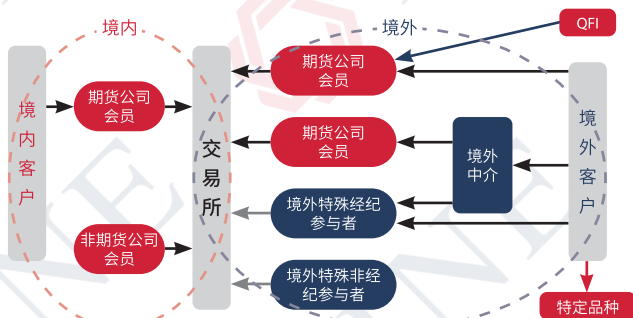 境内
境外
QFI
境内客户
期货公司
会员
非期货公司
会员
交易所
期货公司
会员
期货公司
会员
境外特殊经纪
参与者
境外特殊非经
纪参与者
境外
中介
境外客户
特定品种